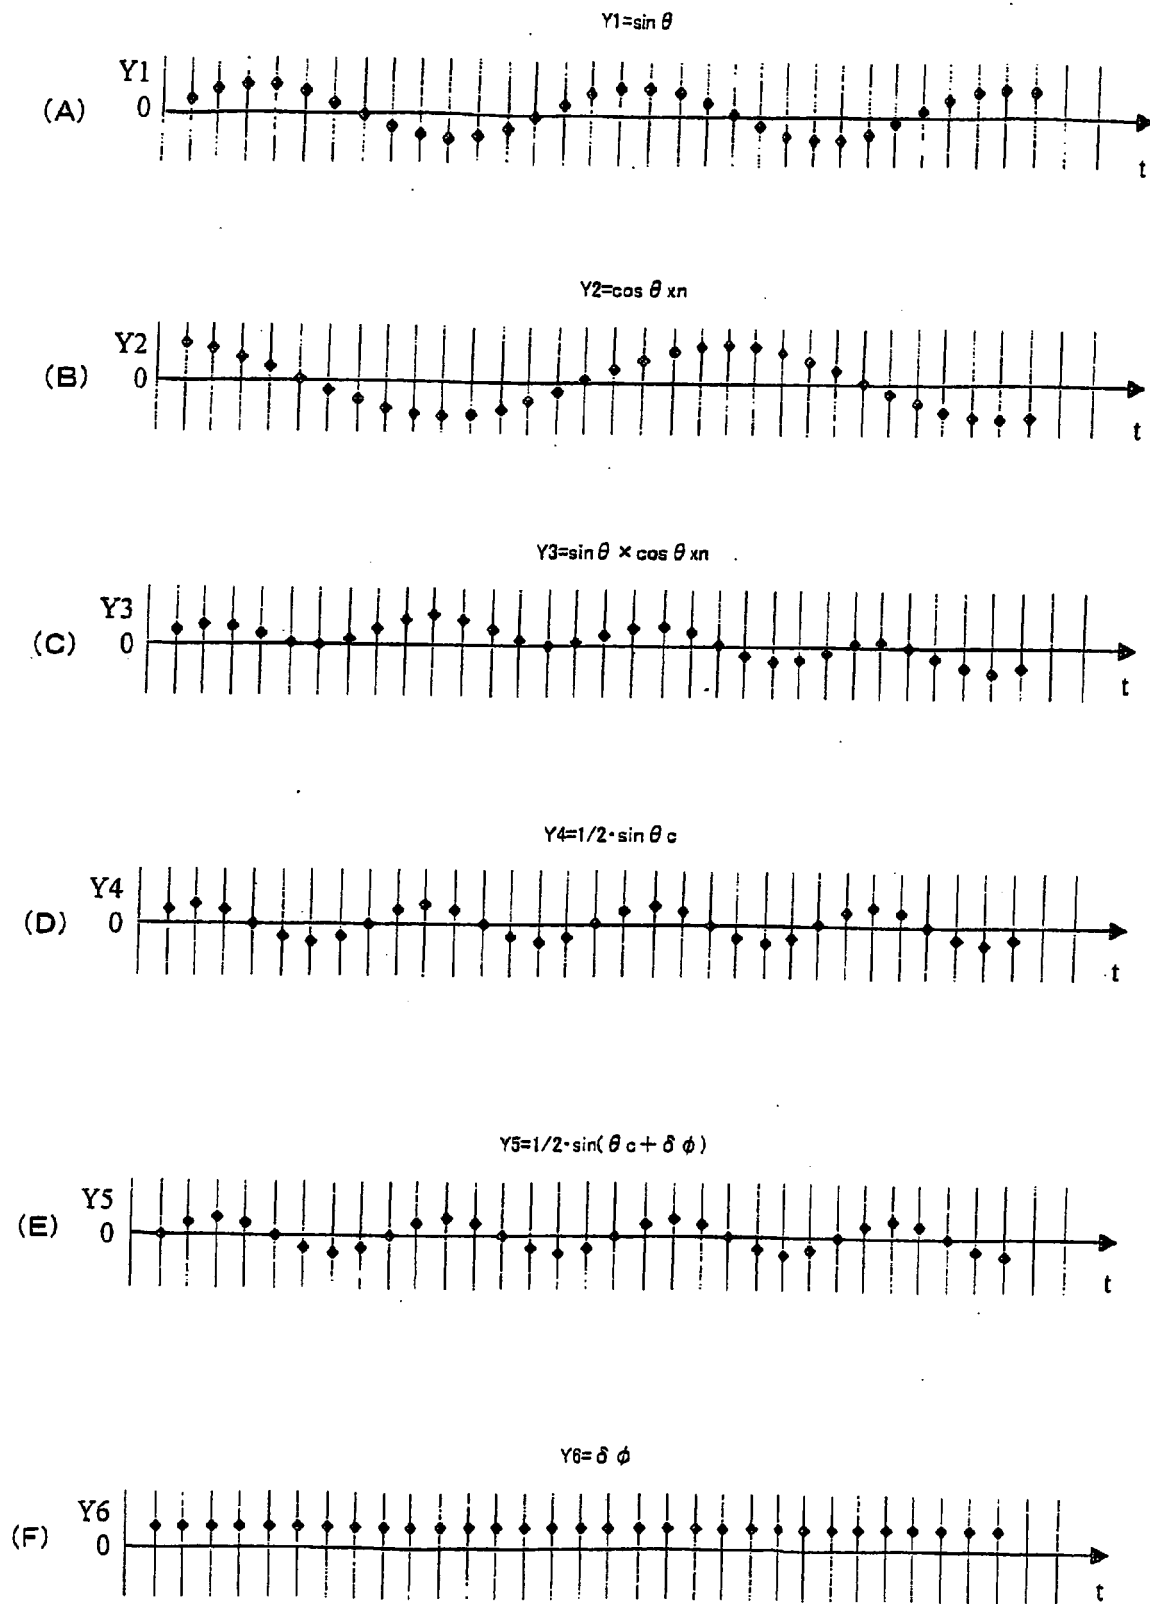 Y1=sin θ
Y1
(A)
0
t
Y2=cos θ xn
Y2
(B)
0
t
Y3=sin θ × cos θ xn
Y3
(C)
0
t
Y4=1/2・sin θ c
Y4
(D)
0
t
Y5=1/2・sin( θ c + δ φ )
Y5
(E)
0
t
Y6= δ φ
Y6
(F)
0
t